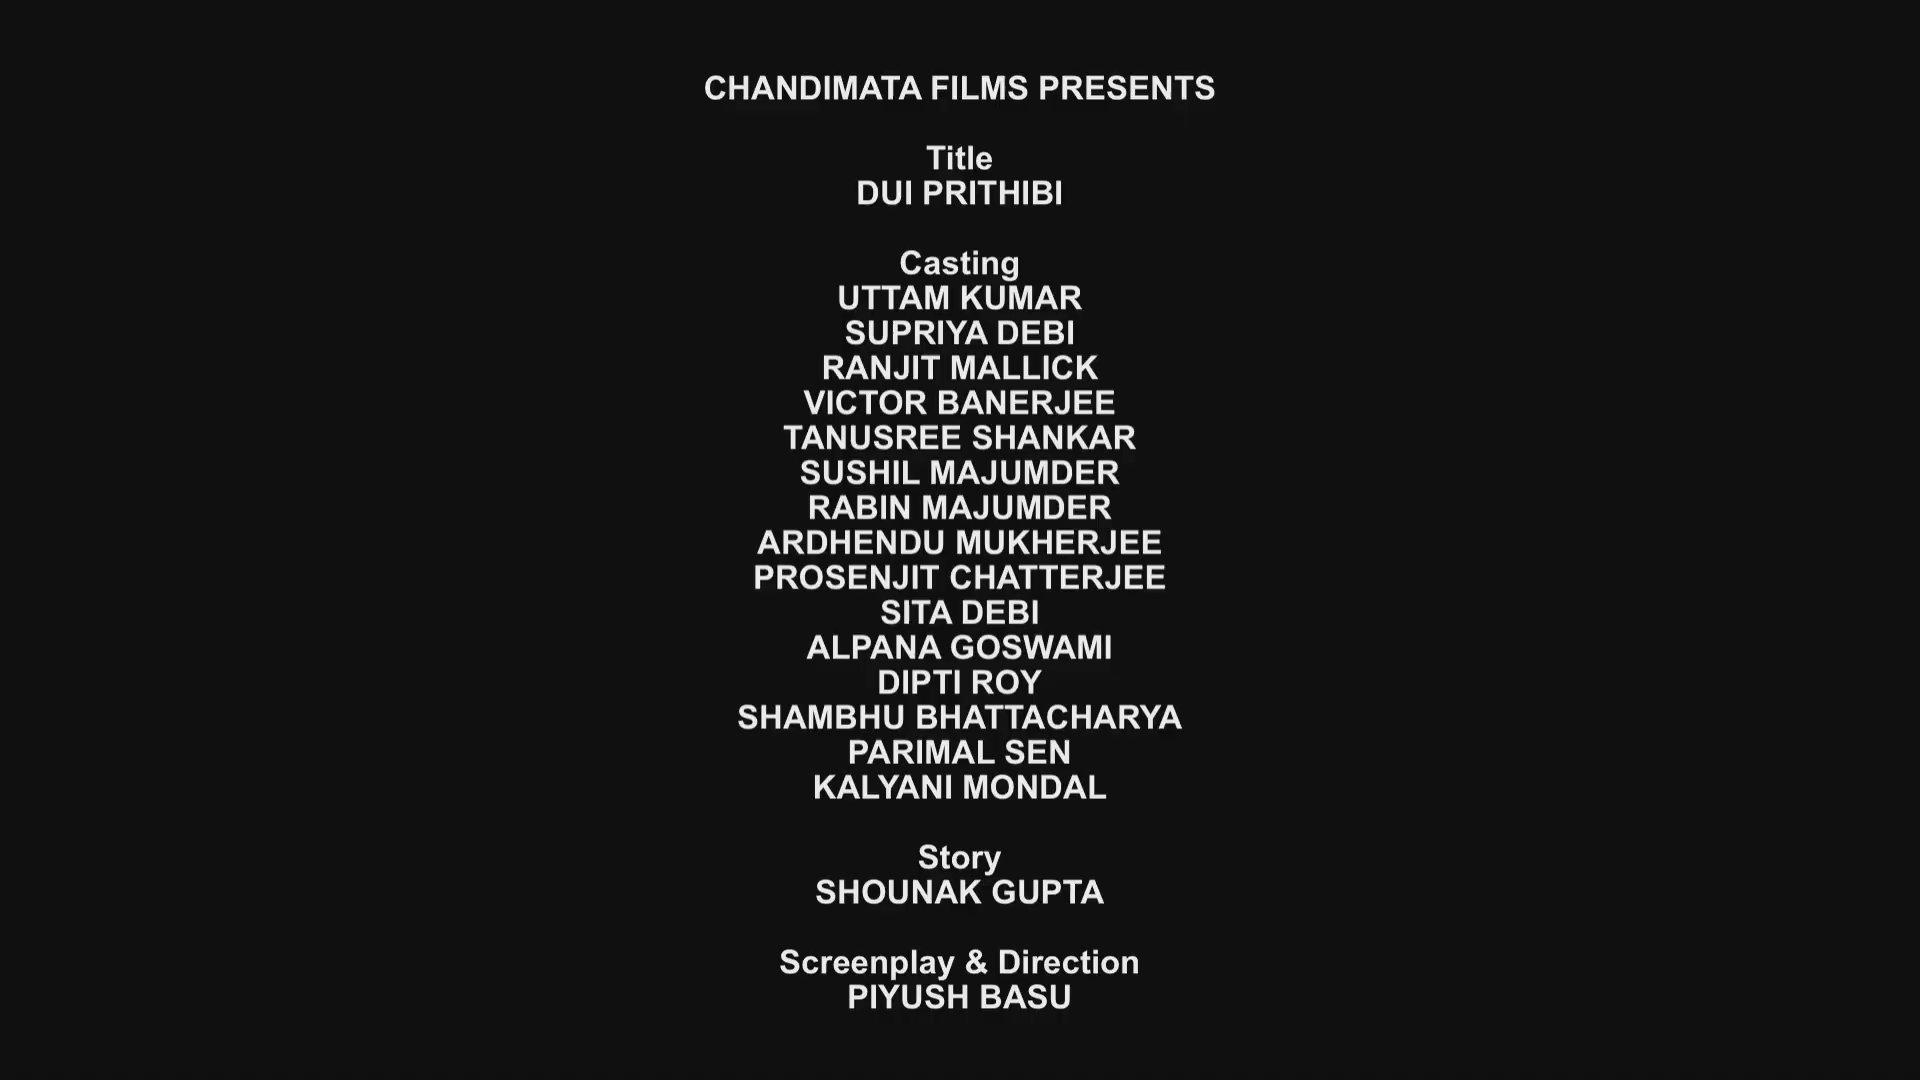 CHANDIMATA FILMS PRESENTS
Title
DUI PRITHIBI
Casting
UTTAM KUMAR
SUPRIYA DEBI
RANJIT MALLICK
VICTOR BANERJEE
TANUSREE SHANKAR
SUSHIL MAJUMDER
RABIN MAJUMDER
ARDHENDU MUKHERJEE
PROSENJIT CHATTERJEE
SITA DEBI
ALPANA GOSWAMI
DIPTI ROY
SHAMBHU BHATTACHARYA
PARIMAL SEN
KALYANI MONDAL
Story
SHOUNAK GUPTA
Screenplay & Direction
PIYUSH BASU